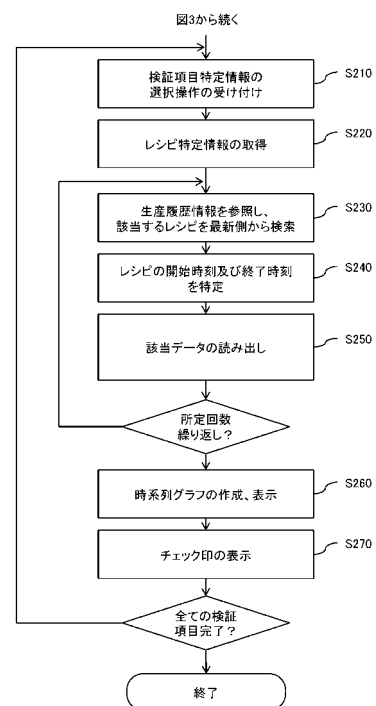 図3から続く
検証項目特定情報の
選択操作の受け付け
S210
レシピ特定情報の取得
S220
生産履歴情報を参照し、
該当するレシピを最新側から検索
S230
レシピの開始時刻及び終了時刻
を特定
S240
該当データの読み出し
S250
所定回数
繰り返し?
時系列グラフの作成、表示
S260
チェック印の表示
S270
全ての検証
項目完了?
終了